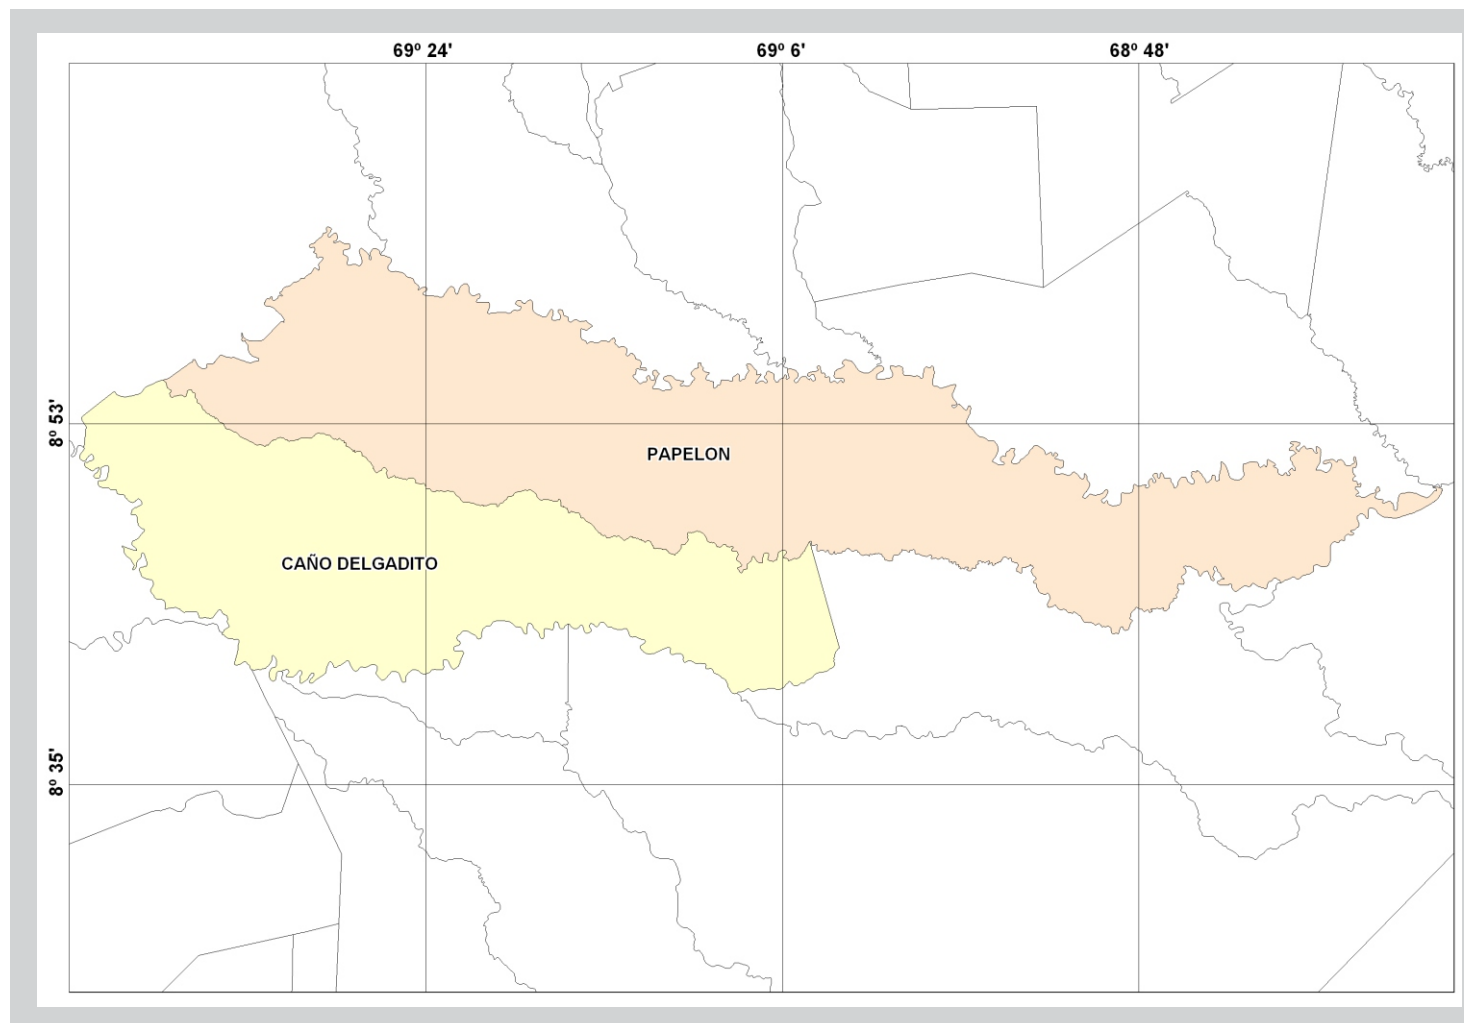 69º 24'
69º 6'
68º 48'
8º 53'
PAPELON
CAÑO DELGADITO
8º 35'